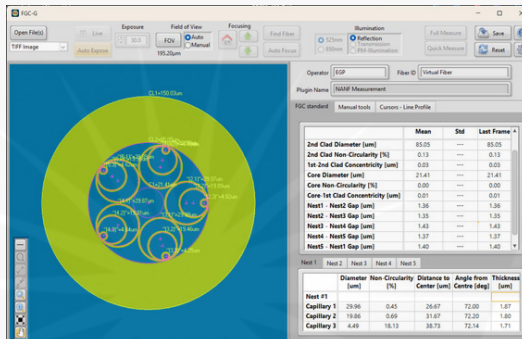 FGC-G
Open File(s)
TIFF Image
Live
Auto Expose
Exposure
30.0
Field of View
FOV
Auto
Manual
195.20μm
Focusing
Find Fiber
Auto Focus
Illumination
525nm
Reflection
Transmission
Full Measure
Quick Measure
Save
Reset
Operator EGP Fiber ID Virtual Fiber
Plugin Name NANF Measurement
FGC standard Manual tools Cursors - Line Profile
Mean Std Last Frame
2nd Clad Diameter [um] 85.05 --- 85.05
2nd Clad Non-Circularity [%] 0.13 --- 0.13
1st-2nd Clad Concentricity [um] 0.03 --- 0.03
Core Diameter [um] 21.41 --- 21.41
Core Non-Circularity [%] 0.00 --- 0.00
Core-1st Clad Concentricity [um] 0.01 --- 0.01
Nest1 - Nest2 Gap [um] 1.36 --- 1.36
Nest2 - Nest3 Gap [um] 1.35 --- 1.35
Nest3 - Nest4 Gap [um] 1.43 --- 1.43
Nest4 - Nest5 Gap [um] 1.37 --- 1.37
Nest5 - Nest1 Gap [um] 1.40 --- 1.40
CL1=150.03um
Nest 1 Nest 2 Nest 3 Nest 4 Nest 5
Diameter [um] Non-Circularity [%] Distance to Center [um] Angle from Centre [deg] Thickness [um]
Nest #1
Capillary 1 29.96 0.45 26.67 72.00 1.87
Capillary 2 19.86 0.69 31.67 72.20 1.80
Capillary 3 4.49 18.13 38.73 72.14 1.71